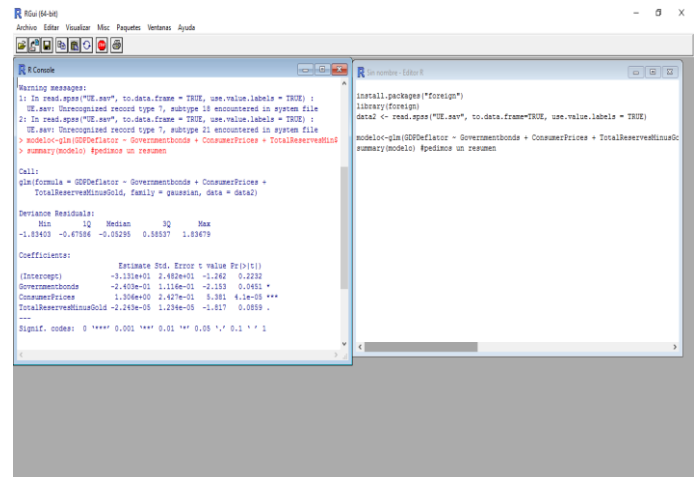 RGui (64-bit)
Archivo Editar Visualizar Misc Paquetes Ventanas Ayuda
R Console
Warning messages:
1: In read.spss("UE.sav", to.data.frame = TRUE, use.value.labels = TRUE) :
UE.sav: Unrecognized record type 7, subtype 18 encountered in system file
2: In read.spss("UE.sav", to.data.frame = TRUE, use.value.labels = TRUE) :
UE.sav: Unrecognized record type 7, subtype 21 encountered in system file
> modelo<-glm(GDPDeflator ~ Governmentbonds + ConsumerPrices + TotalReservesMin$
> summary(modelo) #pedimos un resumen
Call:
glm(formula = GDPDeflator ~ Governmentbonds + ConsumerPrices +
TotalReservesMinusGold, family = gaussian, data = data2)
Deviance Residuals:
Min 1Q Median 3Q Max
-1.83403 -0.67586 -0.05295 0.58537 1.83679
Coefficients:
Estimate Std. Error t value Pr(>|t|)
(Intercept) -3.131e+01 2.482e+01 -1.262 0.2232
Governmentbonds -2.403e-01 1.116e-01 -2.153 0.0451 *
ConsumerPrices 1.306e+00 2.427e-01 5.381 4.1e-05 ***
TotalReservesMinusGold -2.243e-05 1.234e-05 -1.817 0.0859 .
---
Signif. codes: 0 '***' 0.001 '**' 0.01 '*' 0.05 '.' 0.1 ' ' 1
Sin nombre - Editor R
install.packages("foreign")
library(foreign)
data2 <- read.spss("UE.sav", to.data.frame=TRUE, use.value.labels = TRUE)
modelo<-glm(GDPDeflator ~ Governmentbonds + ConsumerPrices + TotalReservesMinusGo
summary(modelo) #pedimos un resumen